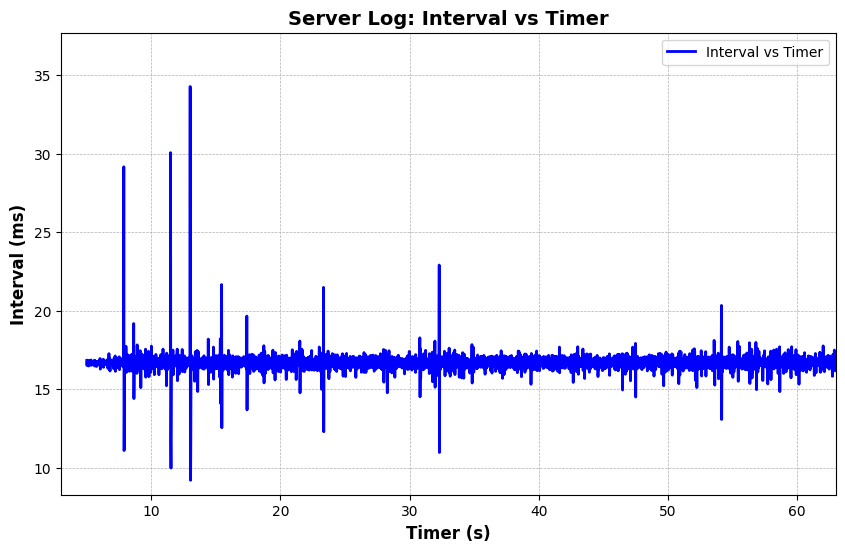 Server Log: Interval vs Timer
Interval vs Timer
35
30
25
20
15
10
Interval (ms)
10 20 30 40 50 60
Timer (s)